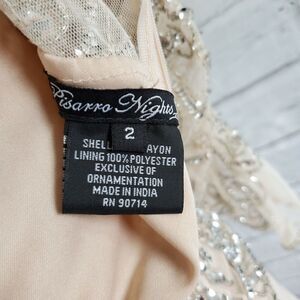 Pisarro Nights
2
SHELL AYON
LINING 100% POLYESTER
EXCLUSIVE OF
ORNAMENTATION
MADE IN INDIA
RN 90714